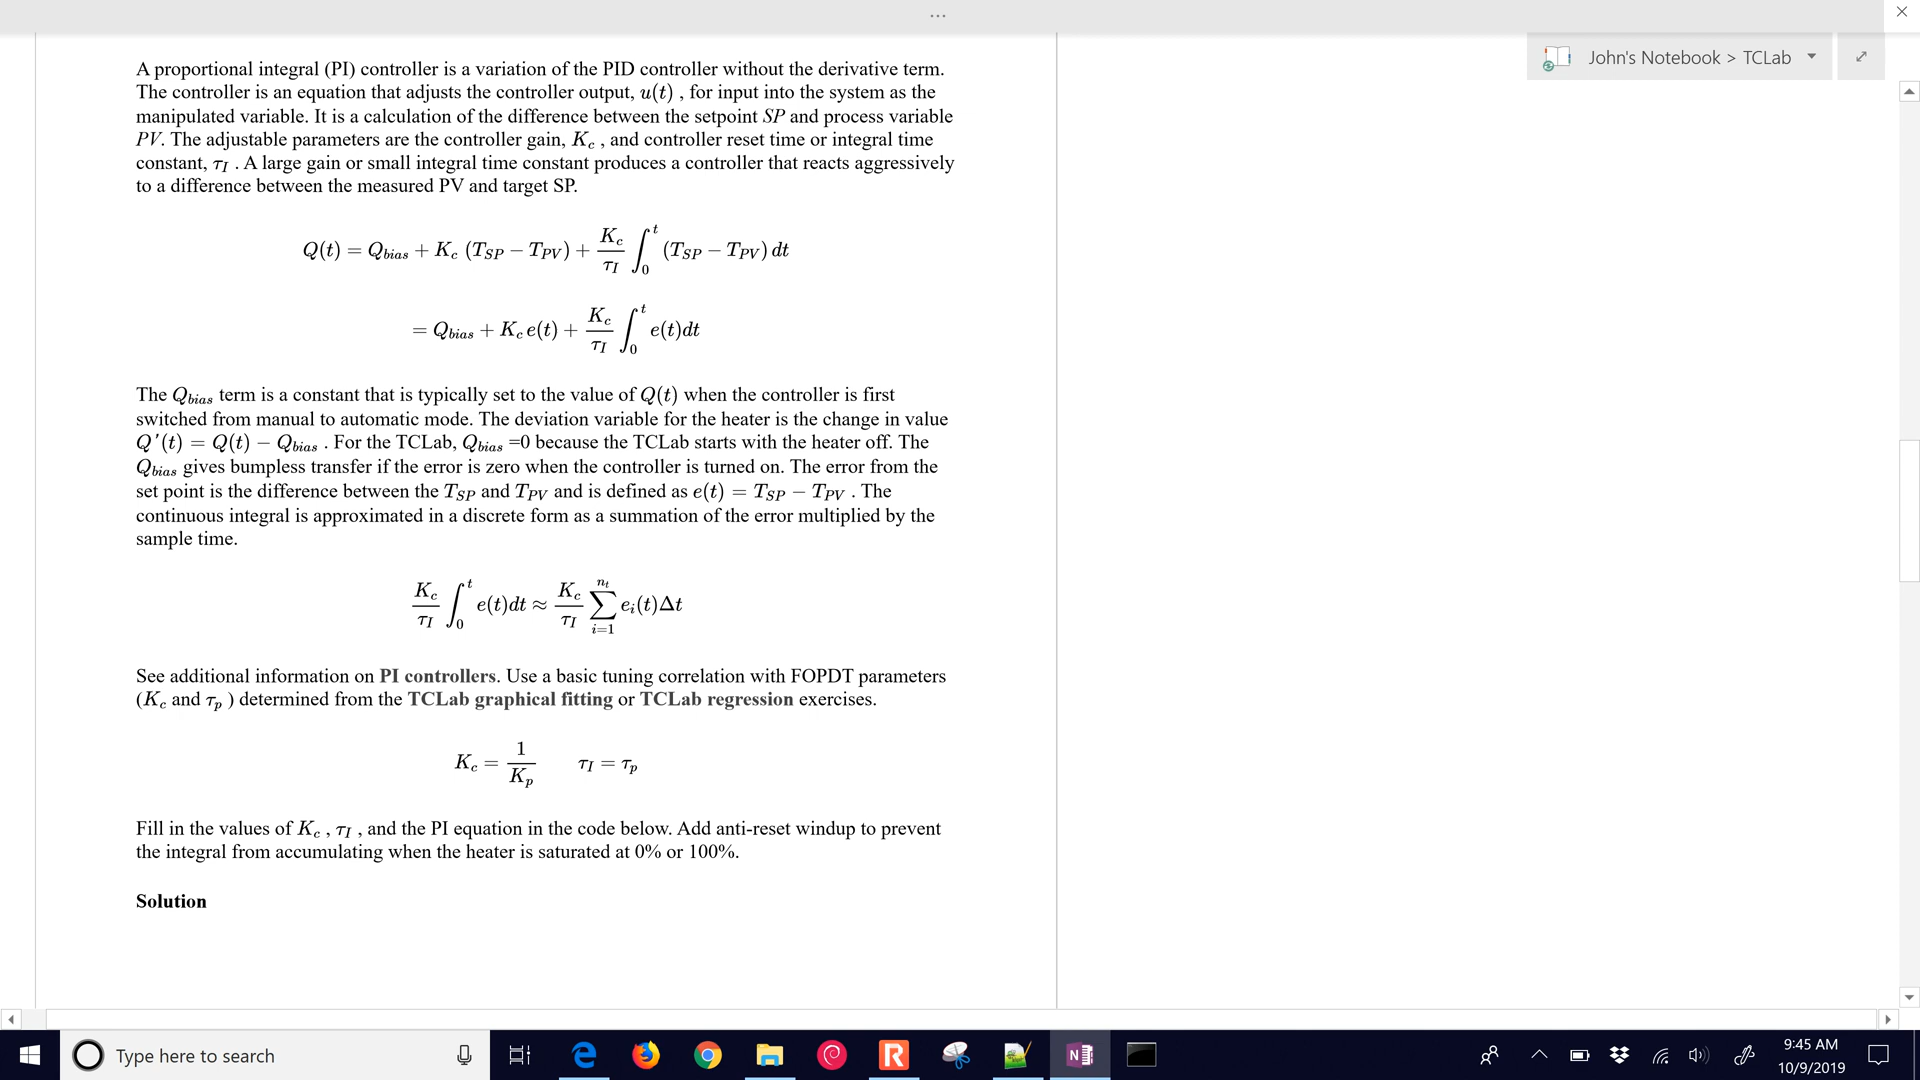 ...
John's Notebook > TCLab
A proportional integral (PI) controller is a variation of the PID controller without the derivative term.
The controller is an equation that adjusts the controller output, u(t) , for input into the system as the
manipulated variable. It is a calculation of the difference between the setpoint SP and process variable
PV. The adjustable parameters are the controller gain, K_c , and controller reset time or integral time
constant, τ_I . A large gain or small integral time constant produces a controller that reacts aggressively
to a difference between the measured PV and target SP.
Q(t) = Q_bias + K_c (T_SP − T_PV) + K_c/τ_I ∫_0^t (T_SP − T_PV) dt
= Q_bias + K_c e(t) + K_c/τ_I ∫_0^t e(t)dt
The Q_bias term is a constant that is typically set to the value of Q(t) when the controller is first
switched from manual to automatic mode. The deviation variable for the heater is the change in value
Q'(t) = Q(t) − Q_bias . For the TCLab, Q_bias =0 because the TCLab starts with the heater off. The
Q_bias gives bumpless transfer if the error is zero when the controller is turned on. The error from the
set point is the difference between the T_SP and T_PV and is defined as e(t) = T_SP − T_PV . The
continuous integral is approximated in a discrete form as a summation of the error multiplied by the
sample time.
K_c/τ_I ∫_0^t e(t)dt ≈ K_c/τ_I ∑_{i=1}^{n_t} e_i(t)Δt
See additional information on PI controllers. Use a basic tuning correlation with FOPDT parameters
(K_c and τ_p ) determined from the TCLab graphical fitting or TCLab regression exercises.
K_c = 1/K_p τ_I = τ_p
Fill in the values of K_c , τ_I , and the PI equation in the code below. Add anti-reset windup to prevent
the integral from accumulating when the heater is saturated at 0% or 100%.
Solution
Type here to search
R
N
9:45 AM
10/9/2019